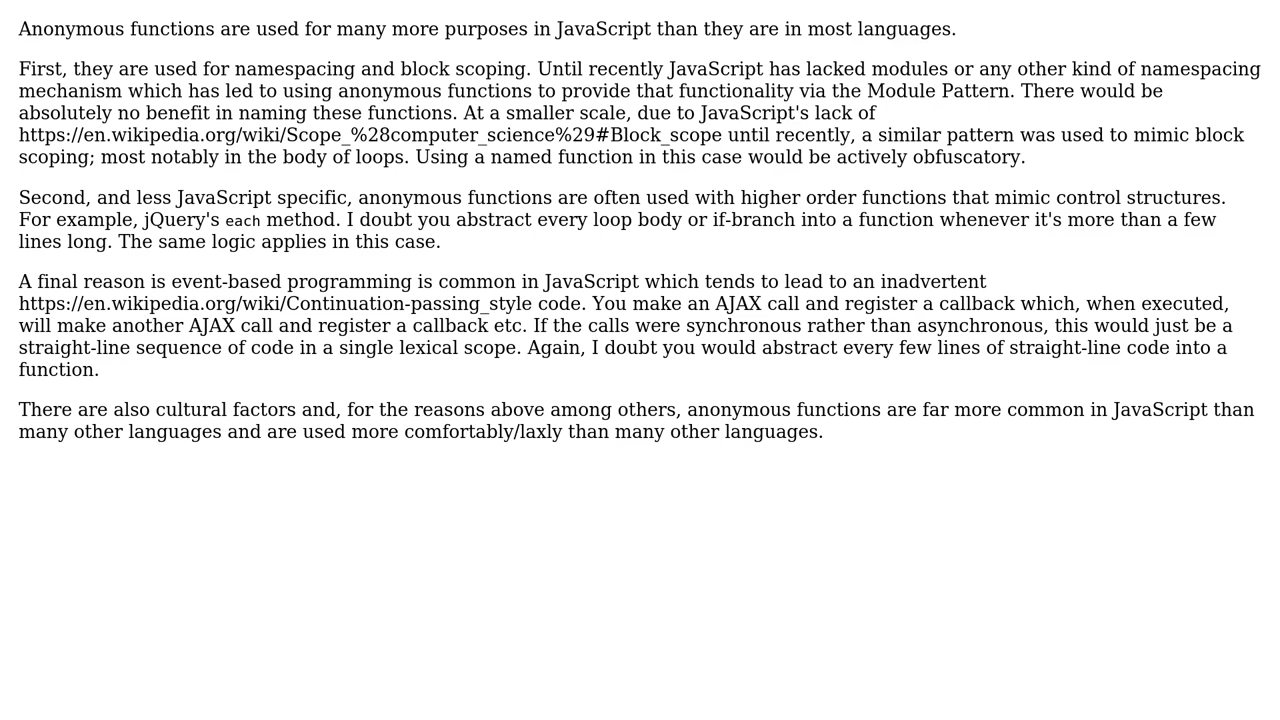 Anonymous functions are used for many more purposes in JavaScript than they are in most languages.
First, they are used for namespacing and block scoping. Until recently JavaScript has lacked modules or any other kind of namespacing
mechanism which has led to using anonymous functions to provide that functionality via the Module Pattern. There would be
absolutely no benefit in naming these functions. At a smaller scale, due to JavaScript's lack of
https://en.wikipedia.org/wiki/Scope_%28computer_science%29#Block_scope until recently, a similar pattern was used to mimic block
scoping; most notably in the body of loops. Using a named function in this case would be actively obfuscatory.
Second, and less JavaScript specific, anonymous functions are often used with higher order functions that mimic control structures.
For example, jQuery's each method. I doubt you abstract every loop body or if-branch into a function whenever it's more than a few
lines long. The same logic applies in this case.
A final reason is event-based programming is common in JavaScript which tends to lead to an inadvertent
https://en.wikipedia.org/wiki/Continuation-passing_style code. You make an AJAX call and register a callback which, when executed,
will make another AJAX call and register a callback etc. If the calls were synchronous rather than asynchronous, this would just be a
straight-line sequence of code in a single lexical scope. Again, I doubt you would abstract every few lines of straight-line code into a
function.
There are also cultural factors and, for the reasons above among others, anonymous functions are far more common in JavaScript than
many other languages and are used more comfortably/laxly than many other languages.